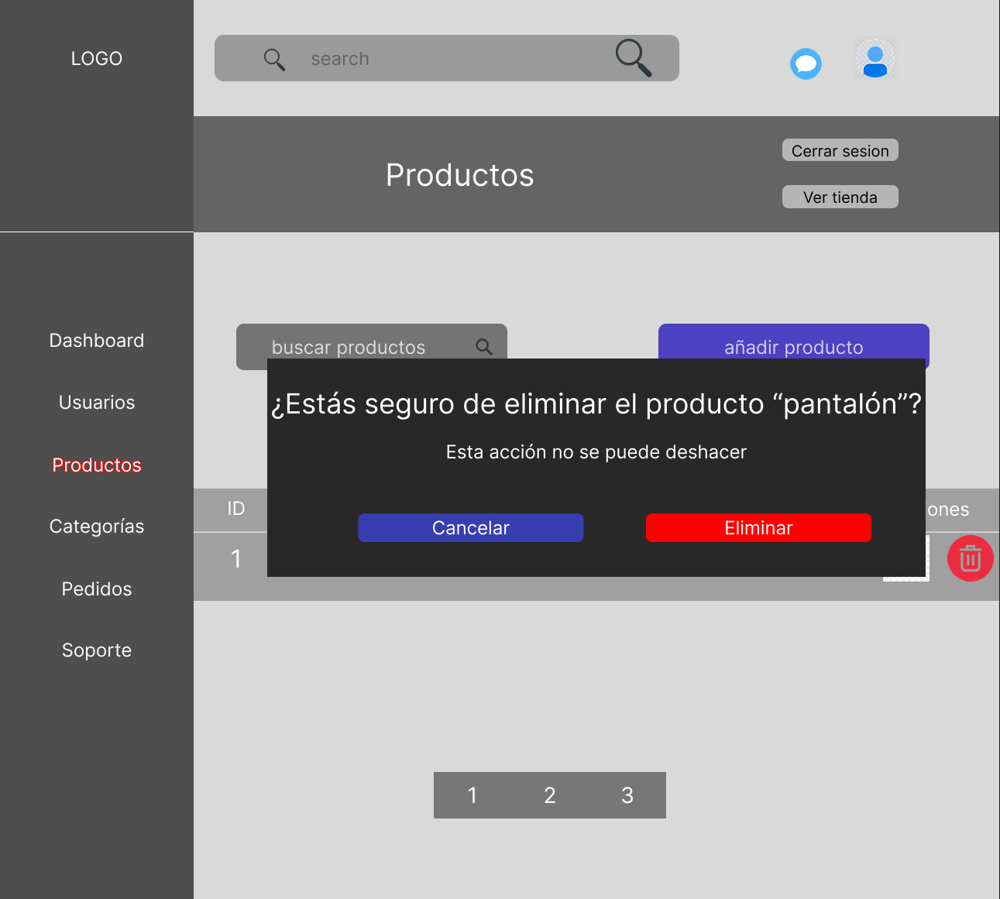 LOGO
search
Productos
Cerrar sesion
Ver tienda
Dashboard
Usuarios
Productos
Categorías
Pedidos
Soporte
buscar productos
añadir producto
¿Estás seguro de eliminar el producto “pantalón”?
Esta acción no se puede deshacer
Cancelar
Eliminar
ID
ones
1
1 2 3